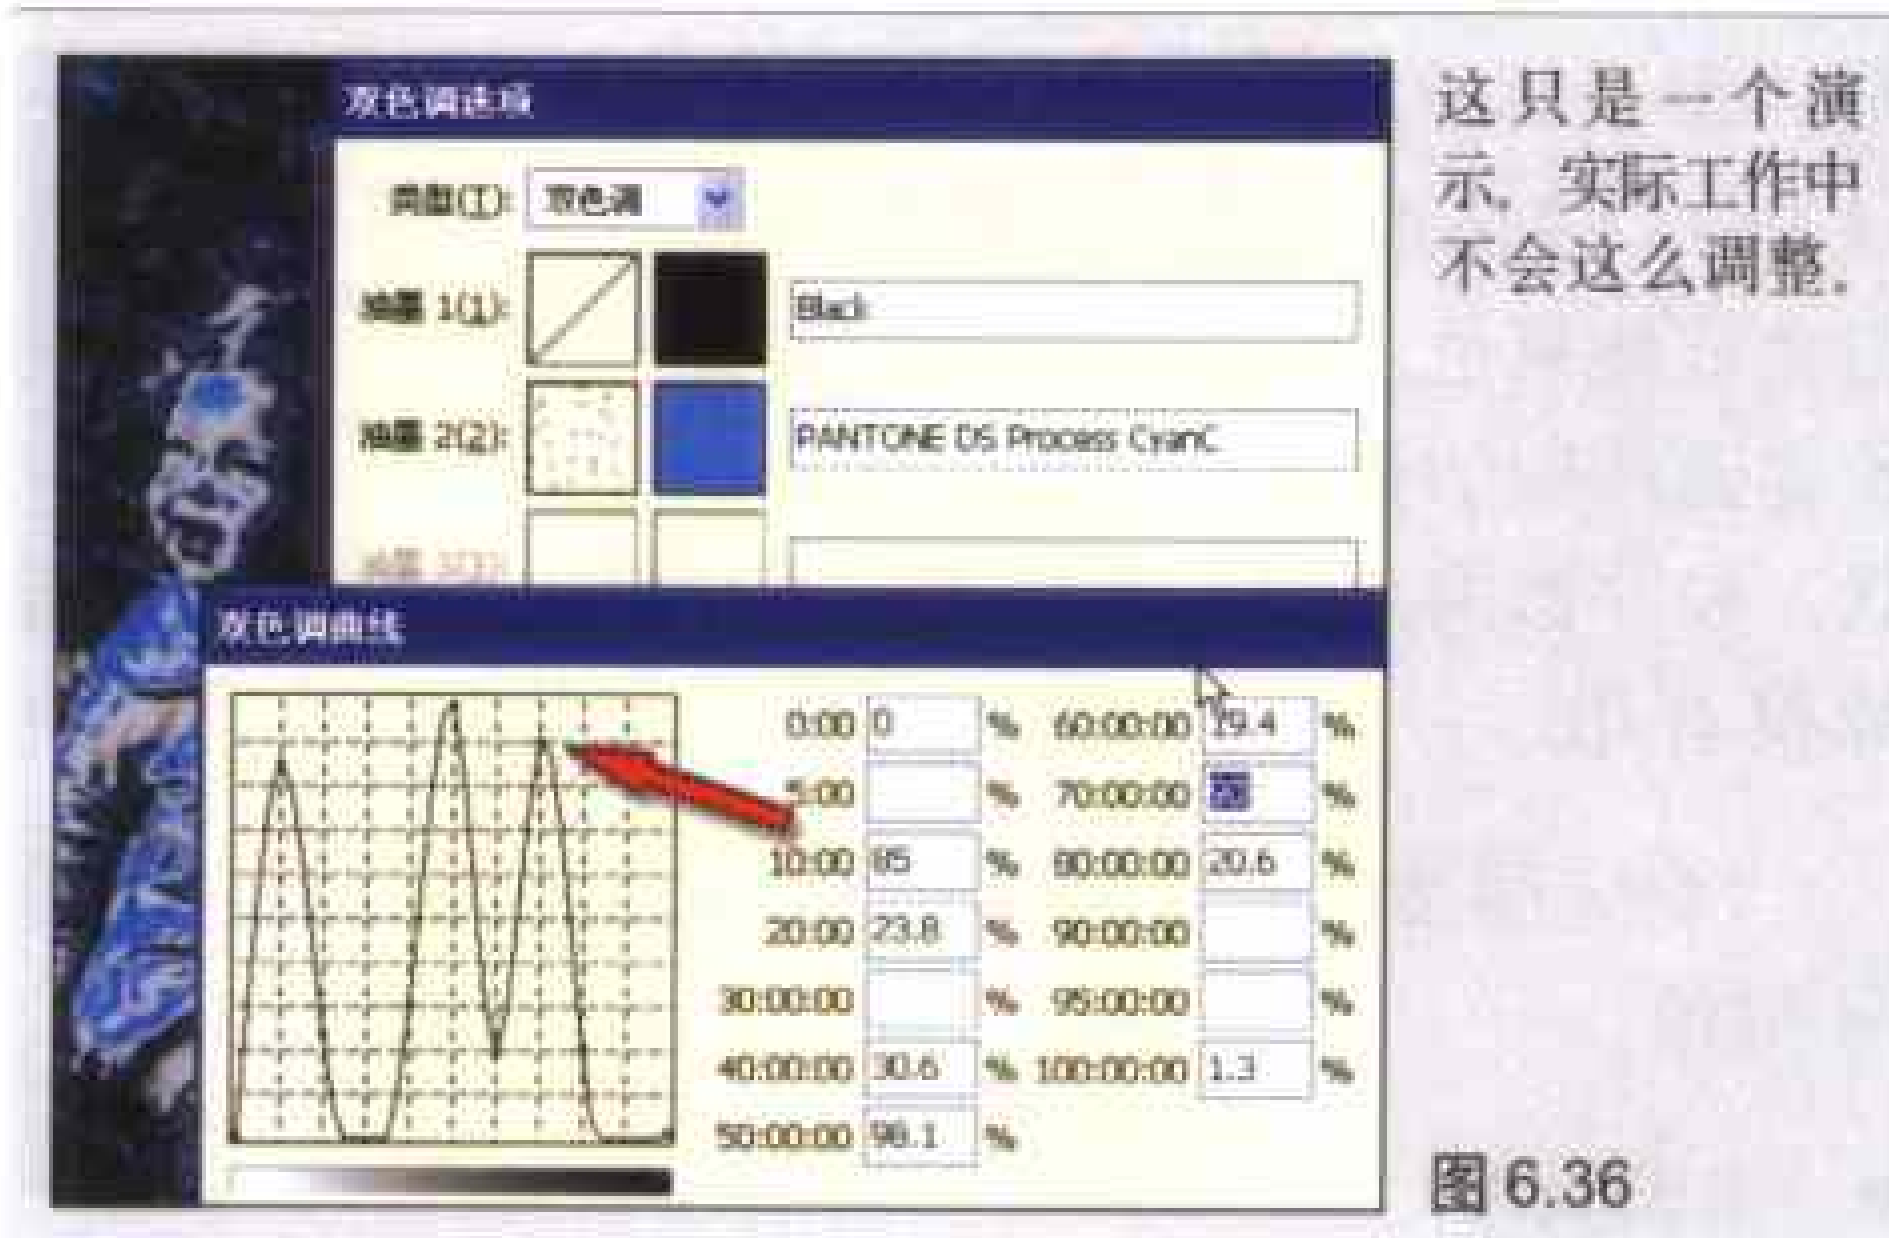 双色调选项
类型(T): 双色调
油墨 1(1): Black
油墨 2(2): PANTONE DS Process CyanC
油墨 3(3):
双色调曲线
0:00 0 % 60:00:00 19.4 %
5:00 % 70:00:00 %
10:00 85 % 80:00:00 20.6 %
20:00 23.8 % 90:00:00 %
30:00:00 % 95:00:00 %
40:00:00 30.6 % 100:00:00 1.3 %
50:00:00 98.1 %
这只是一个演
示，实际工作中
不会这么调整。
图 6.36